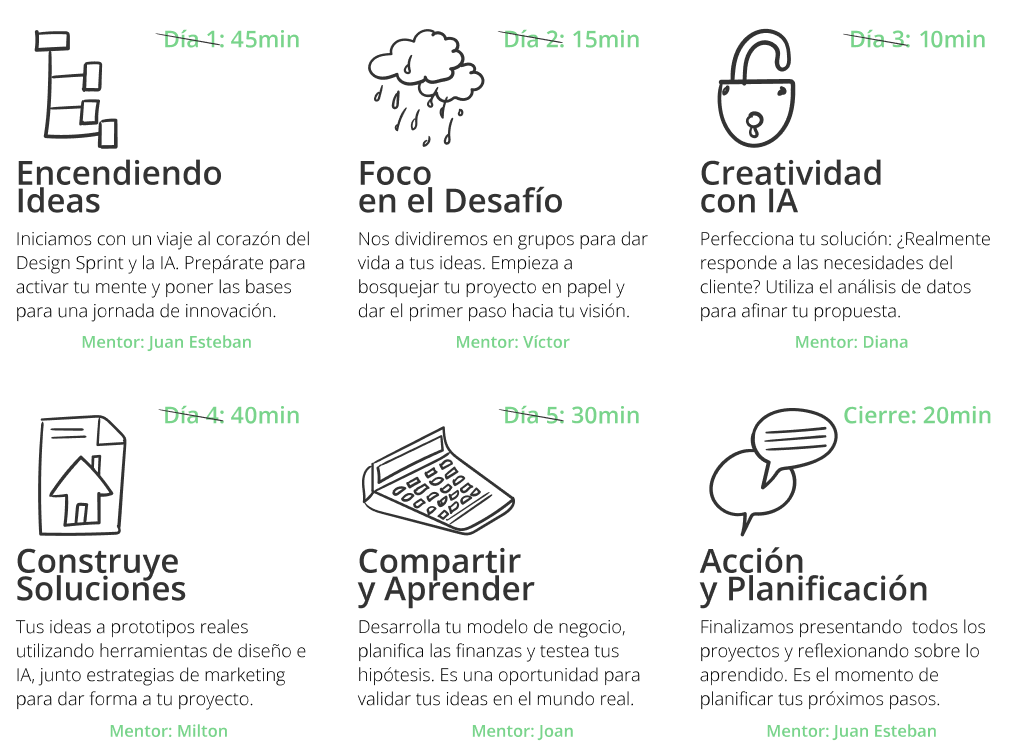 Día 1: 45min
Encendiendo
Ideas
Iniciamos con un viaje al corazón del
Design Sprint y la IA. Prepárate para
activar tu mente y poner las bases
para una jornada de innovación.
Mentor: Juan Esteban
Día 2: 15min
Foco
en el Desafío
Nos dividiremos en grupos para dar
vida a tus ideas. Empieza a
bosquejar tu proyecto en papel y
dar el primer paso hacia tu visión.
Mentor: Víctor
Día 3: 10min
Creatividad
con IA
Perfecciona tu solución: ¿Realmente
responde a las necesidades del
cliente? Utiliza el análisis de datos
para afinar tu propuesta.
Mentor: Diana
Día 4: 40min
Construye
Soluciones
Tus ideas a prototipos reales
utilizando herramientas de diseño e
IA, junto estrategias de marketing
para dar forma a tu proyecto.
Mentor: Milton
Día 5: 30min
Compartir
y Aprender
Desarrolla tu modelo de negocio,
planifica las finanzas y testea tus
hipótesis. Es una oportunidad para
validar tus ideas en el mundo real.
Mentor: Joan
Cierre: 20min
Acción
y Planificación
Finalizamos presentando  todos los
proyectos y reflexionando sobre lo
aprendido. Es el momento de
planificar tus próximos pasos.
Mentor: Juan Esteban